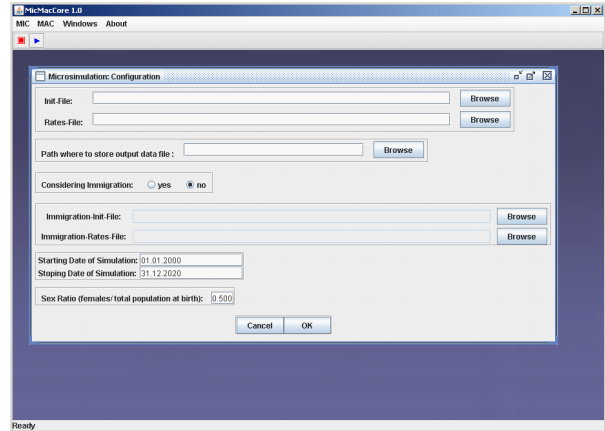 MicMacCore 1.0
MIC MAC Windows About
Microsimulation: Configuration
Init-File: Browse
Rates-File: Browse
Path where to store output data file : Browse
Considering Immigration: yes no
Immigration-Init-File: Browse
Immigration-Rates-File: Browse
Starting Date of Simulation: 01.01.2000
Stoping Date of Simulation: 31.12.2020
Sex Ratio (females/ total population at birth): 0.500
Cancel OK
Ready